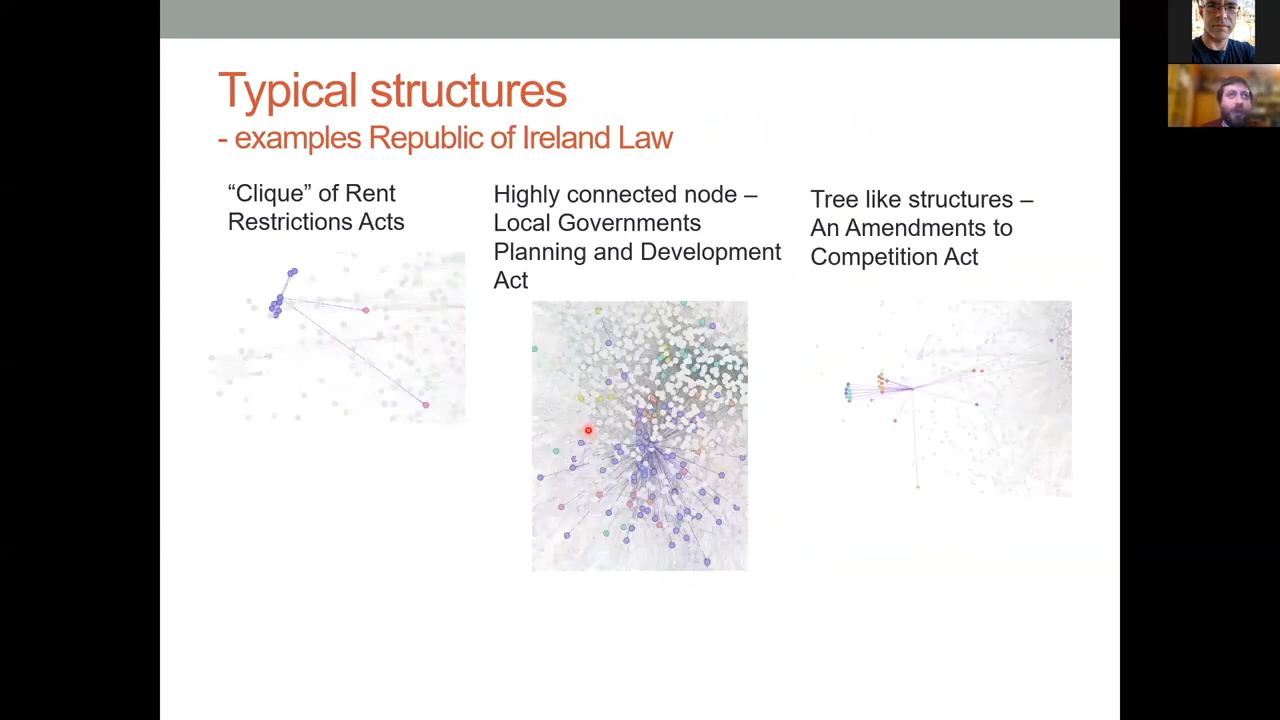 Typical structures
- examples Republic of Ireland Law
“Clique” of Rent
Restrictions Acts
Highly connected node –
Local Governments
Planning and Development
Act
Tree like structures –
An Amendments to
Competition Act